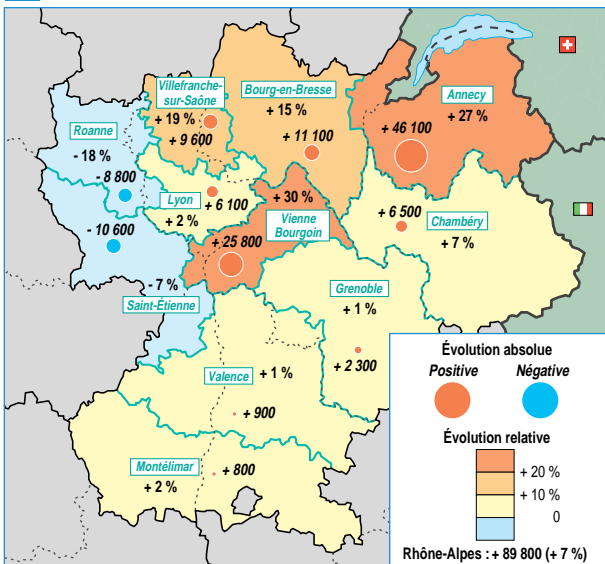 Villefranche-
sur-Saône
+ 19 %
+ 9 600
Bourg-en-Bresse
+ 15 %
+ 11 100
Annecy
+ 27 %
+ 46 100
Roanne
- 18 %
- 8 800
Lyon
+ 6 100
+ 2 %
+ 30 %
Vienne
Bourgoin
+ 25 800
+ 6 500
Chambéry
+ 7 %
- 10 600
- 7 %
Saint-Étienne
Grenoble
+ 1 %
+ 2 300
Valence
+ 1 %
+ 900
Montélimar
+ 2 %
+ 800
Évolution absolue
Positive
Négative
Évolution relative
+ 20 %
+ 10 %
0
Rhône-Alpes : + 89 800 (+ 7 %)